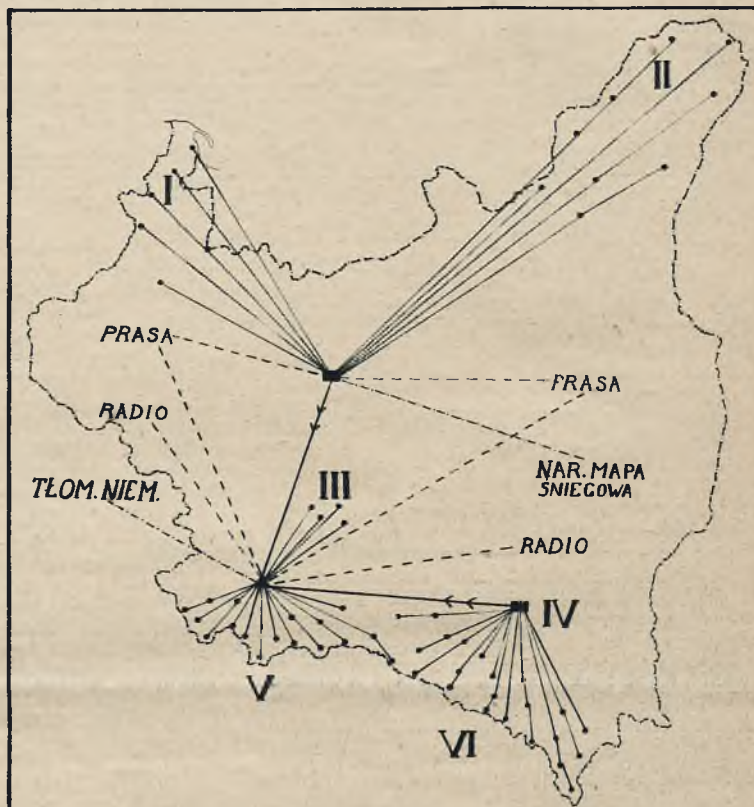 II
I
PRASA
PRASA
RADIO
TŁOM. NIEM.
III
NAR. MAPA
ŚNIEGOWA
RADIO
IV
V
VI